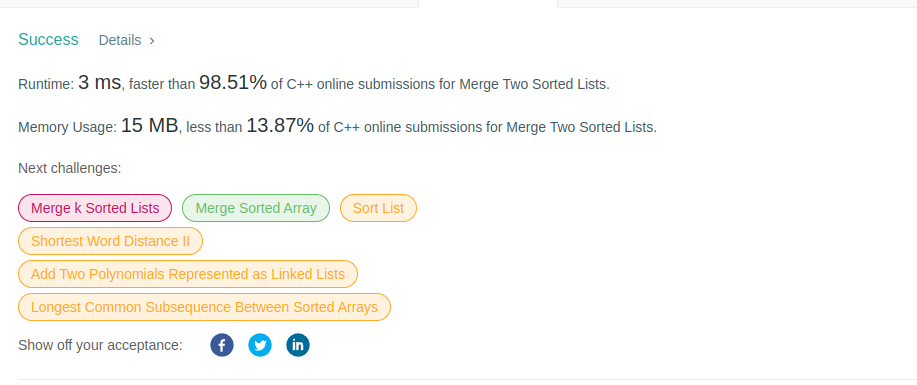 Success Details >
Runtime: 3 ms, faster than 98.51% of C++ online submissions for Merge Two Sorted Lists.
Memory Usage: 15 MB, less than 13.87% of C++ online submissions for Merge Two Sorted Lists.
Next challenges:
Merge k Sorted Lists Merge Sorted Array Sort List
Shortest Word Distance II
Add Two Polynomials Represented as Linked Lists
Longest Common Subsequence Between Sorted Arrays
Show off your acceptance: f in